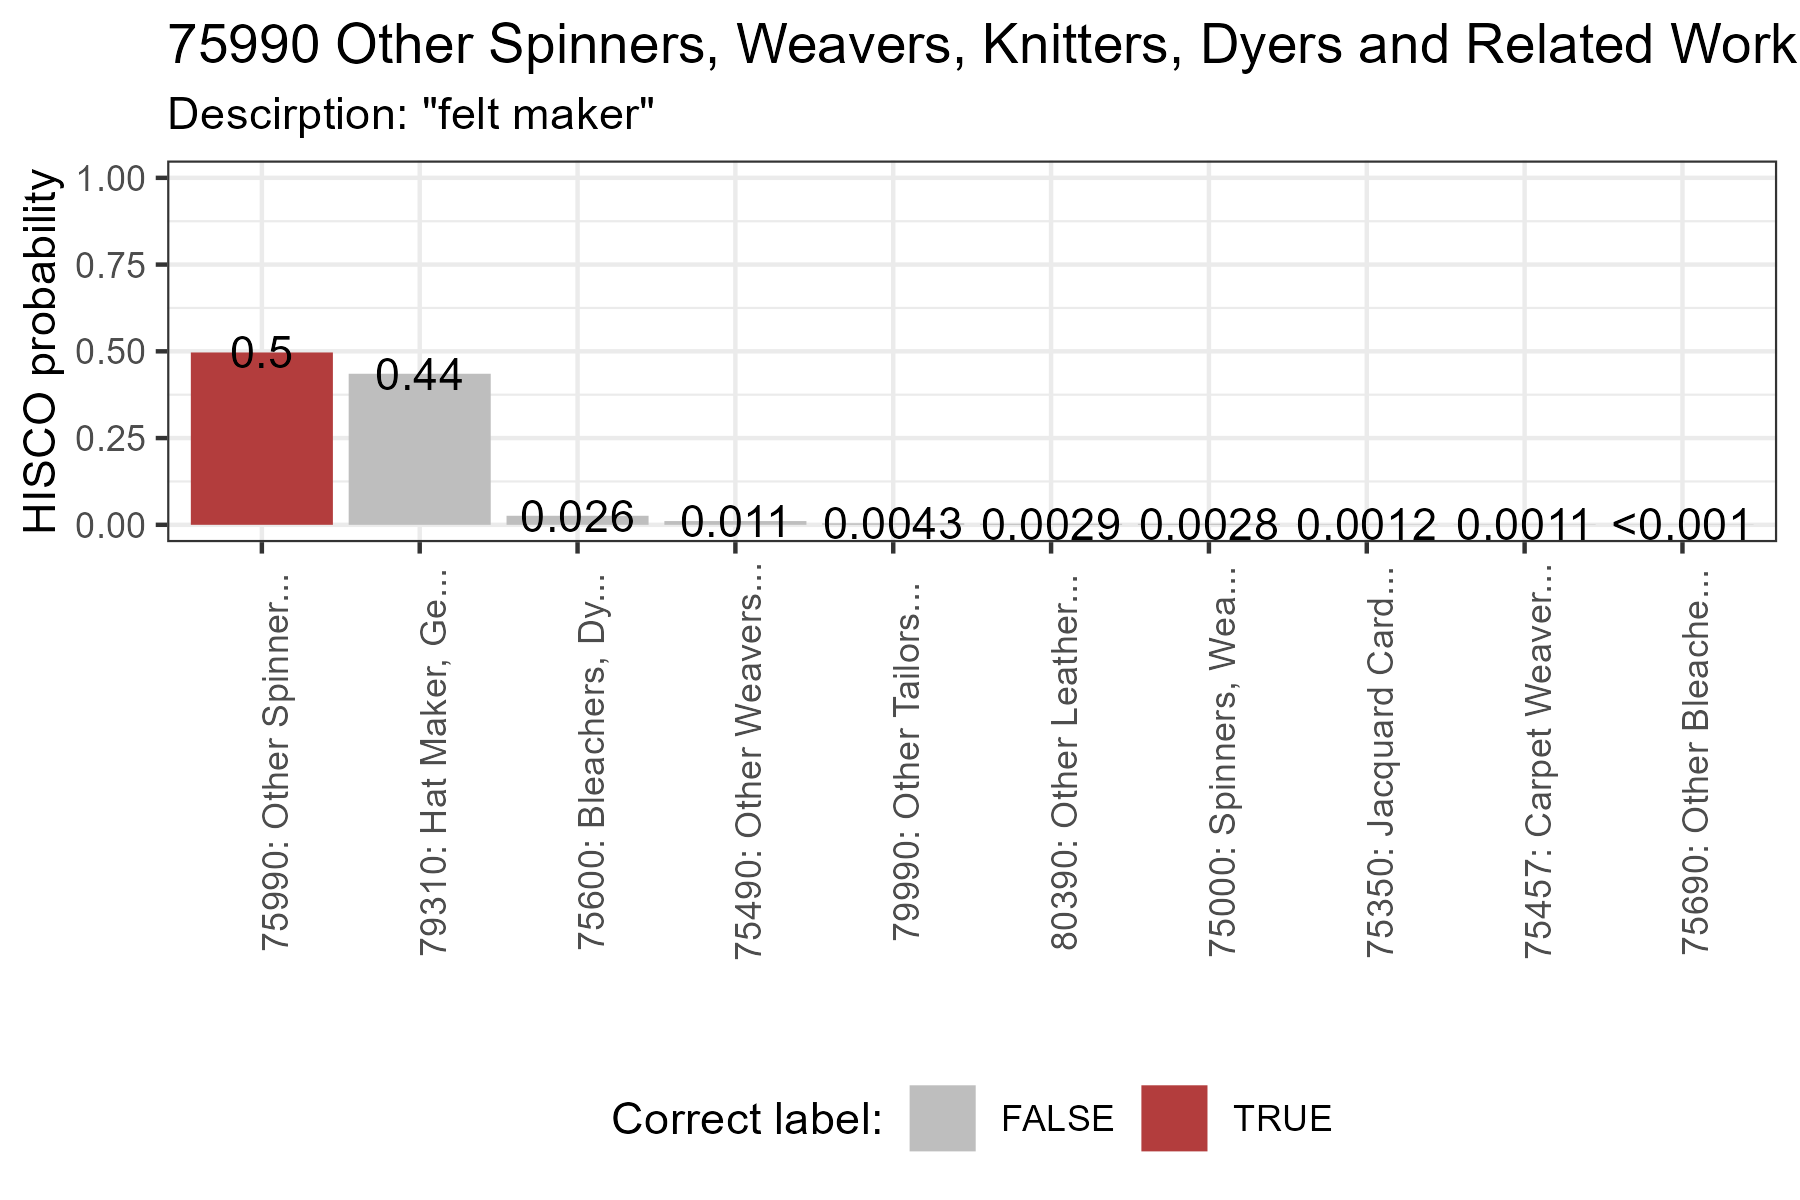 75990 Other Spinners, Weavers, Knitters, Dyers and Related Work
Descirption: "felt maker"
HISCO probability
1.00
0.75
0.50
0.25
0.00
0.5
0.44
0.026
0.011
0.0043
0.0029
0.0028
0.0012
0.0011
<0.001
75990: Other Spinner...
79310: Hat Maker, Ge...
75600: Bleachers, Dy...
75490: Other Weavers...
79990: Other Tailors...
80390: Other Leather...
75000: Spinners, Wea...
75350: Jacquard Card...
75457: Carpet Weaver...
75690: Other Bleache...
Correct label: FALSE TRUE